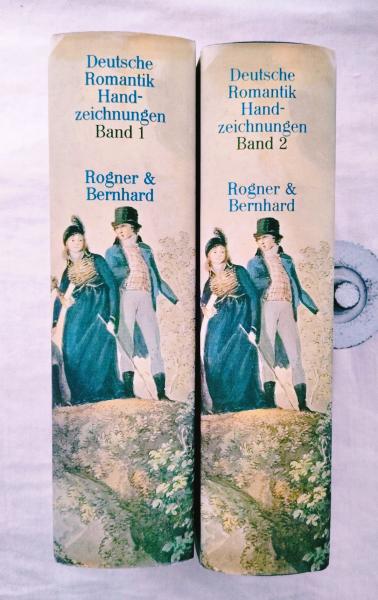 Deutsche
Romantik
Hand-
zeichnungen
Band 1
Rogner &
Bernhard
Deutsche
Romantik
Hand-
zeichnungen
Band 2
Rogner &
Bernhard